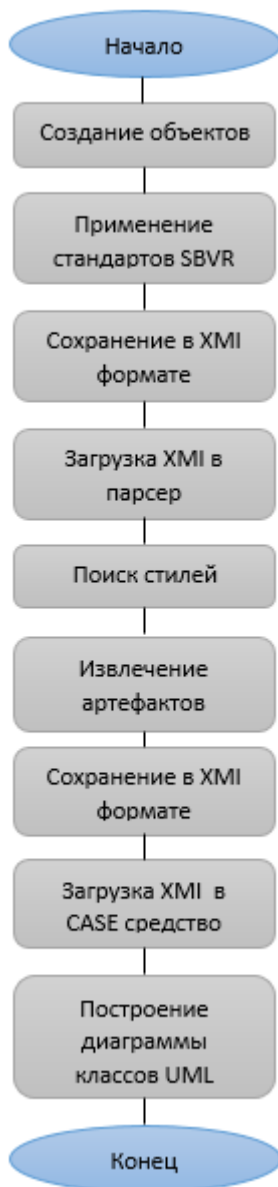 Начало
Создание объектов
Применение
стандартов SBVR
Сохранение в XMI
формате
Загрузка XMI в
парсер
Поиск стилей
Извлечение
артефактов
Сохранение в XMI
формате
Загрузка XMI в
CASE средство
Построение
диаграммы
классов UML
Конец